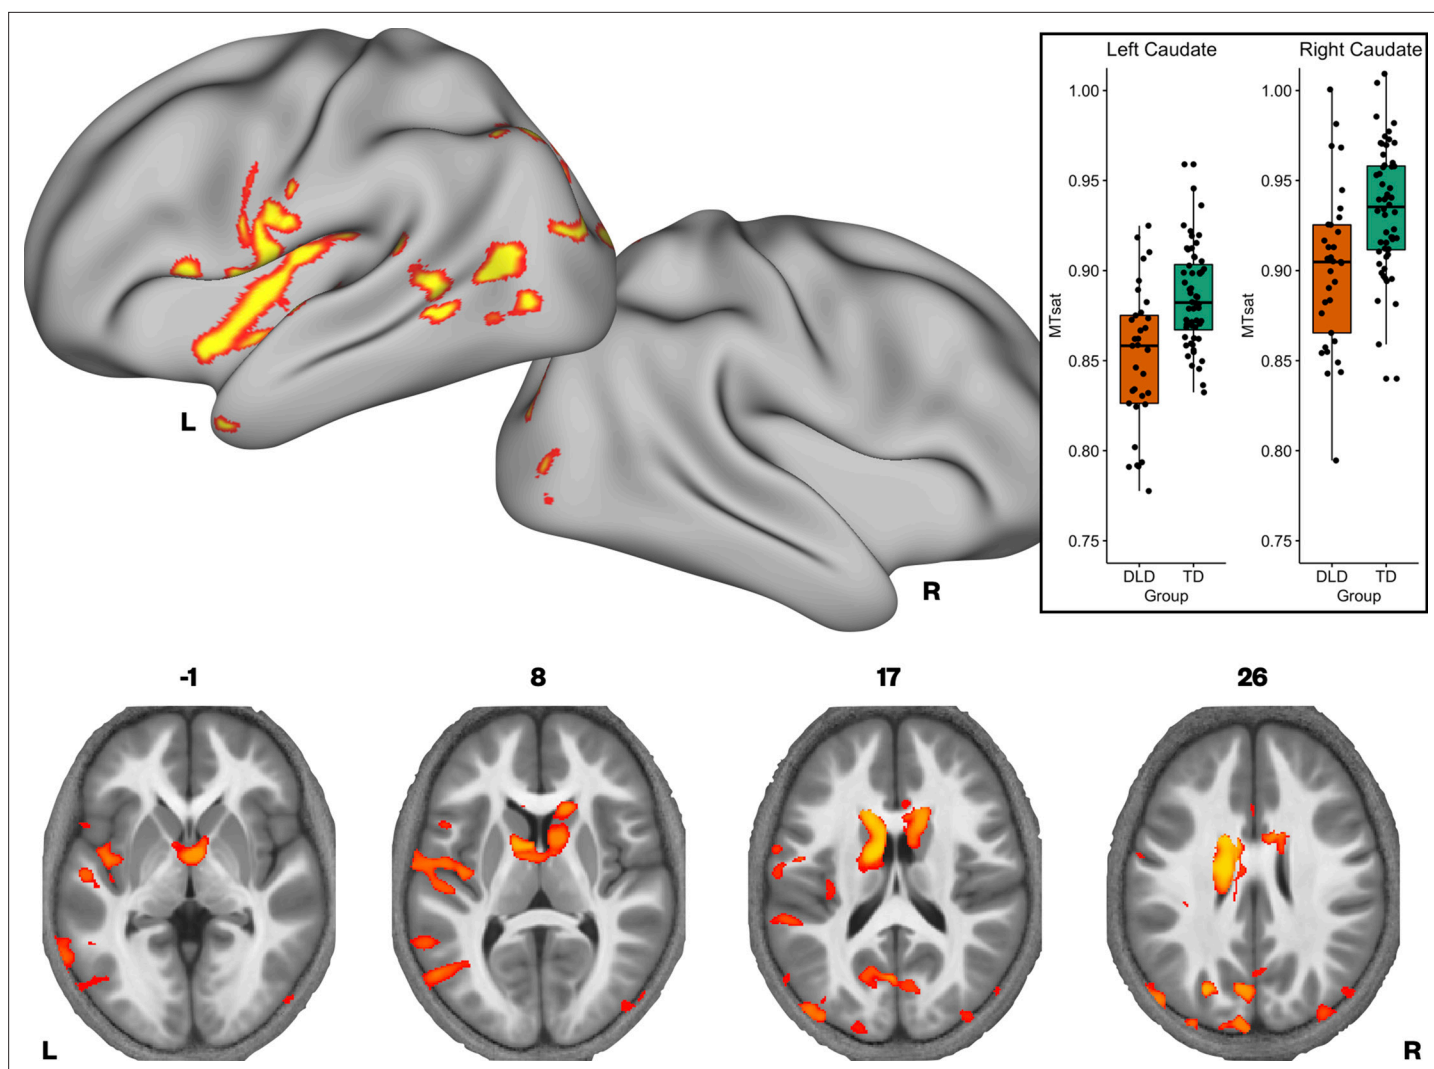 Left Caudate
Right Caudate
1.00
0.95
0.90
0.85
0.80
0.75
MTsat
DLD TD
Group
1.00
0.95
0.90
0.85
0.80
0.75
MTsat
DLD TD
Group
L
R
-1
8
17
26
L
R